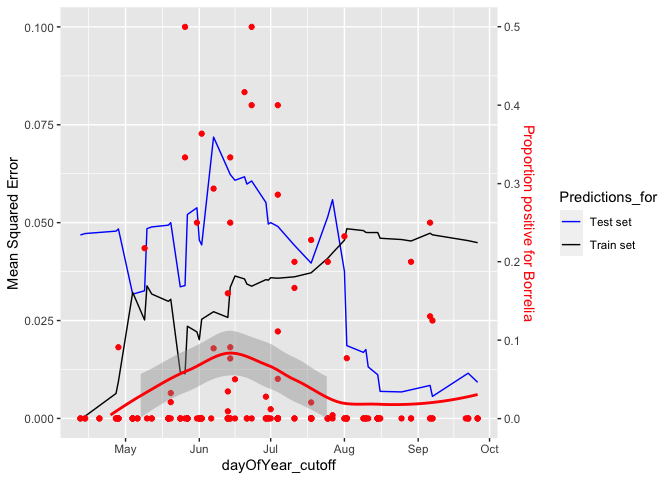 0.100
0.075
0.050
0.025
0.000
Mean Squared Error
0.5
0.4
0.3
0.2
0.1
0.0
Proportion positive for Borrelia
May
Jun
Jul
Aug
Sep
Oct
dayOfYear_cutoff
Predictions_for
Test set
Train set